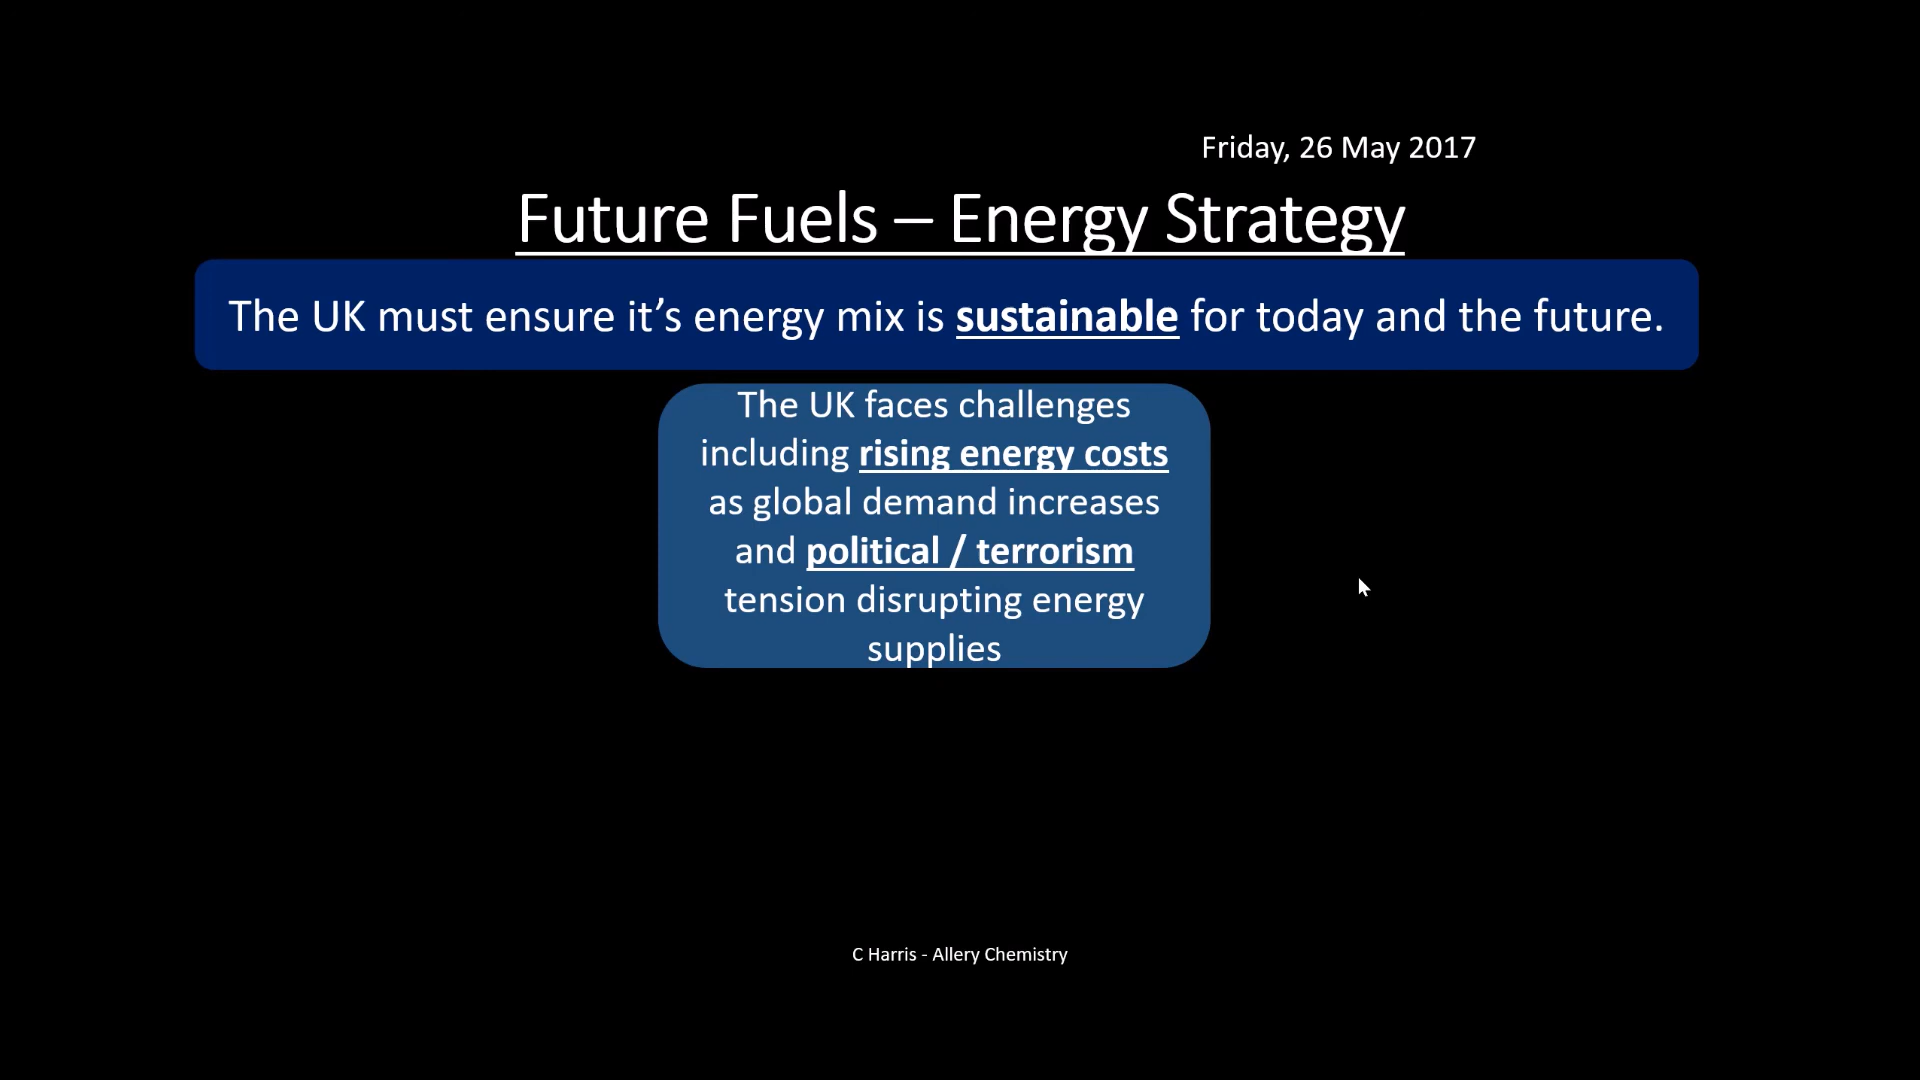 Friday, 26 May 2017
Future Fuels – Energy Strategy
The UK must ensure it’s energy mix is sustainable for today and the future.
The UK faces challenges
including rising energy costs
as global demand increases
and political / terrorism
tension disrupting energy
supplies
C Harris - Allery Chemistry